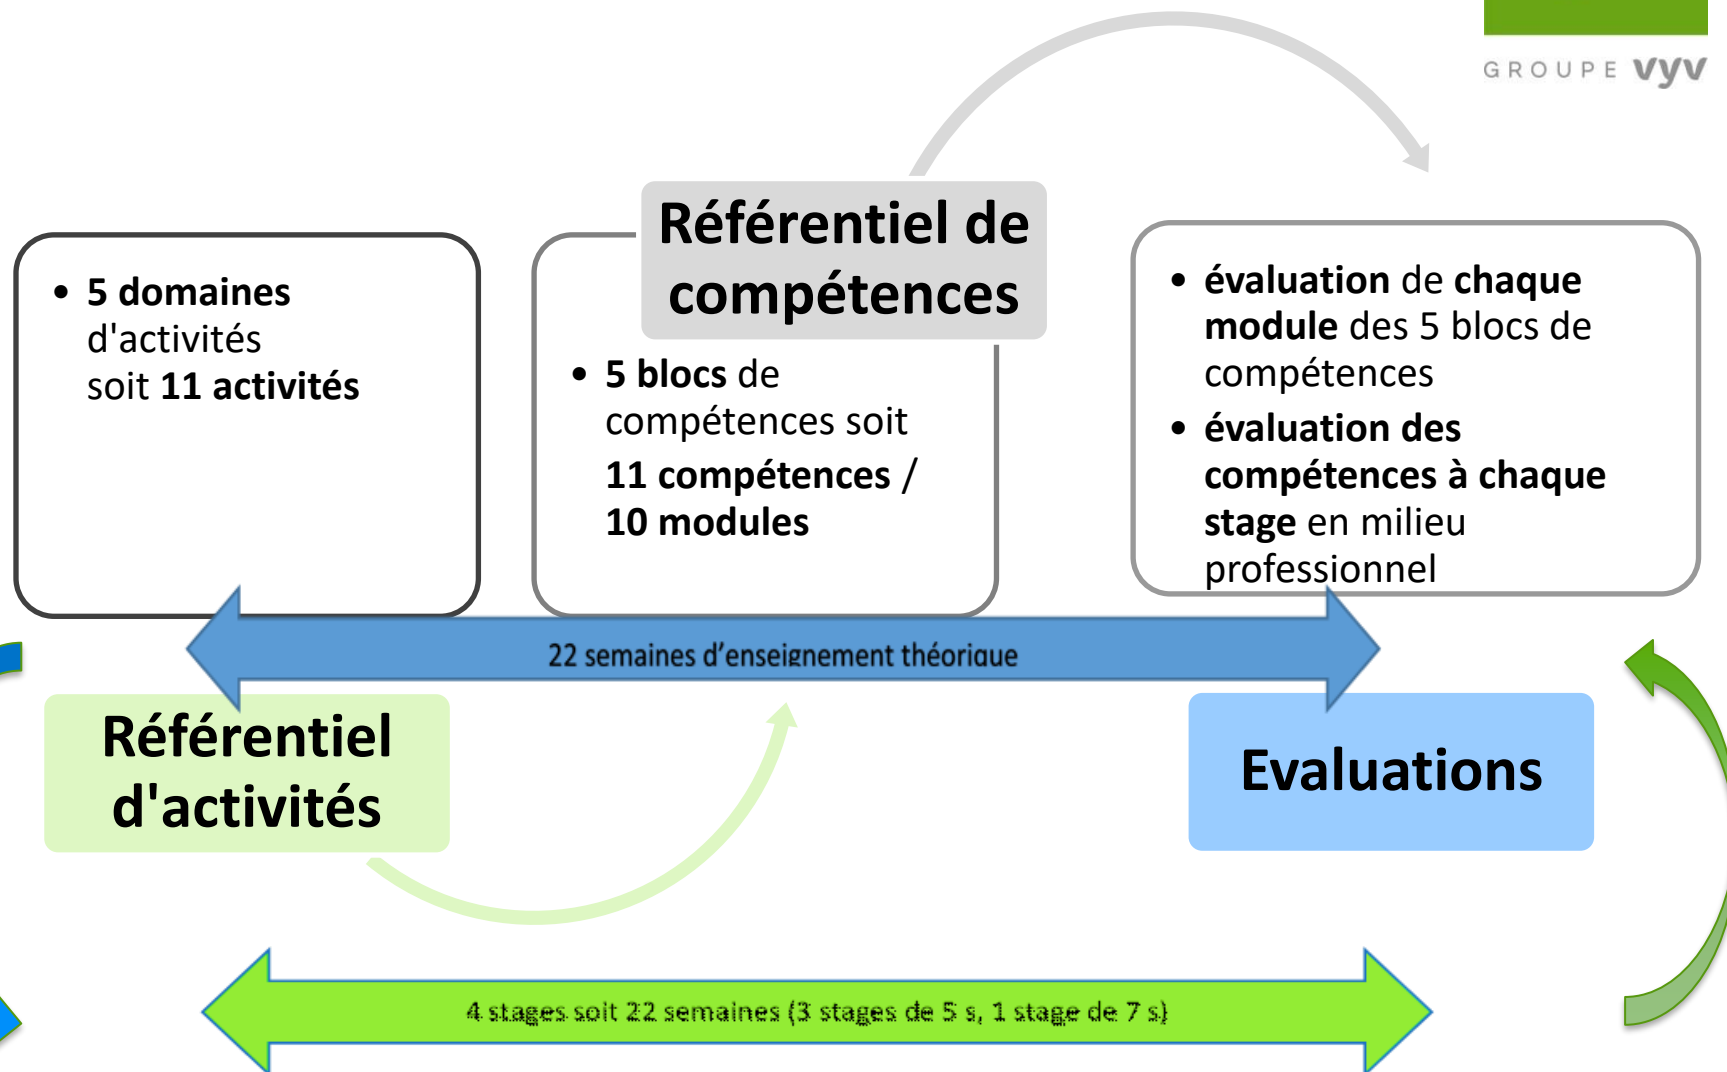 GROUPE vyv
Référentiel de
compétences
• 5 domaines
d'activités
soit 11 activités
• 5 blocs de
compétences soit
11 compétences /
10 modules
• évaluation de chaque
module des 5 blocs de
compétences
• évaluation des
compétences à chaque
stage en milieu
professionnel
22 semaines d’enseignement théorique
Référentiel
d'activités
Evaluations
4 stages soit 22 semaines (3 stages de 5 s, 1 stage de 7 s)